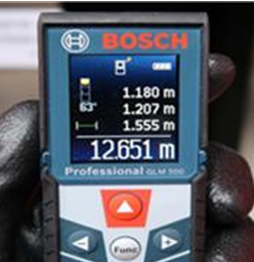 BOSCH
1.180 m
63° 1.207 m
1.555 m
12.651 m
Professional GLM 500
Func